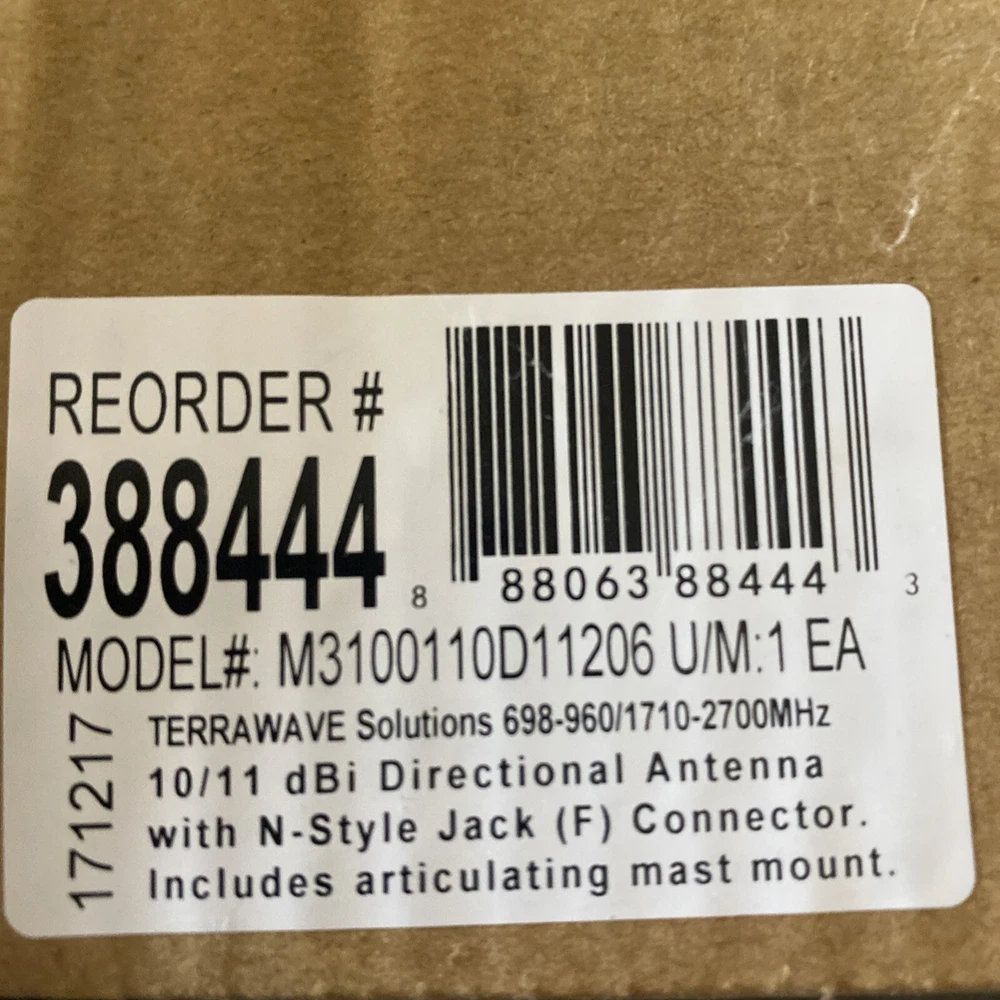 REORDER #
388444
8 88063 88444 3
MODEL#: M3100110D11206 U/M:1 EA
171217
TERRAWAVE Solutions 698-960/1710-2700MHz
10/11 dBi Directional Antenna
with N-Style Jack (F) Connector.
Includes articulating mast mount.